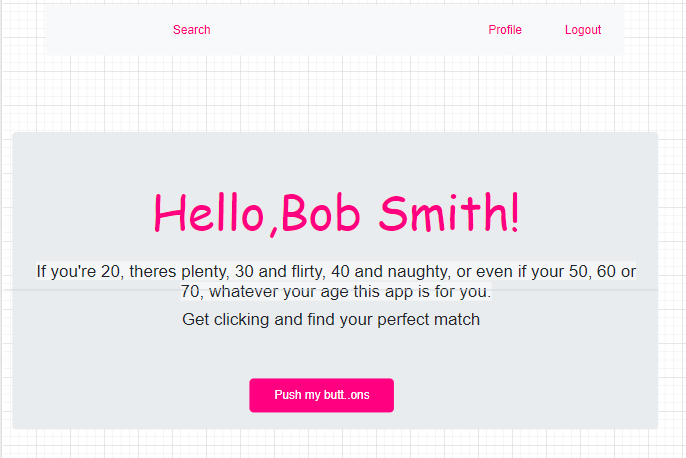 Search Profile Logout
Hello,Bob Smith!
If you're 20, theres plenty, 30 and flirty, 40 and naughty, or even if your 50, 60 or
70, whatever your age this app is for you.
Get clicking and find your perfect match
Push my butt..ons